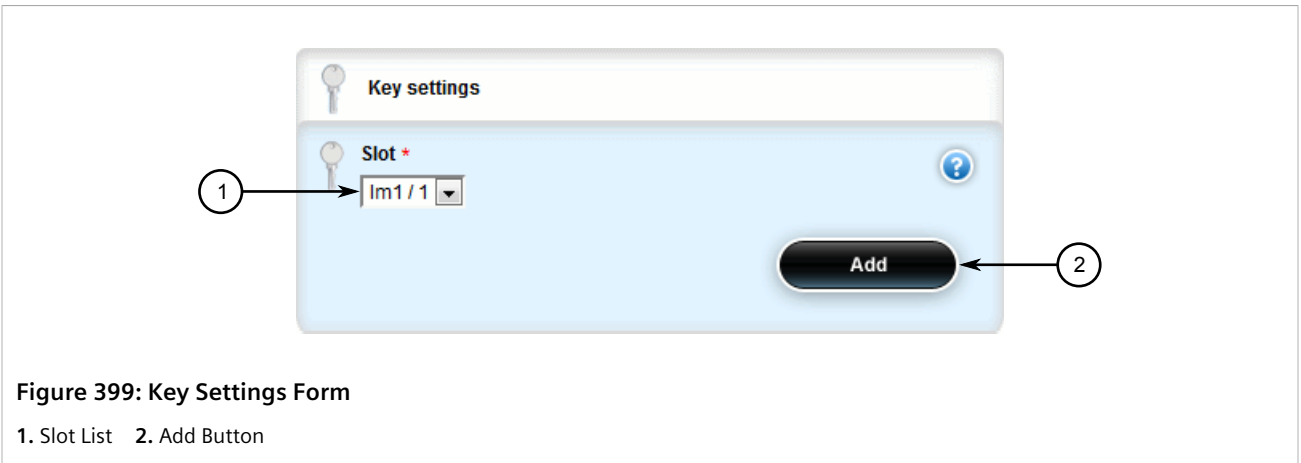 Key settings
Slot *
1
lm1 / 1
?
Add
2
Figure 399: Key Settings Form
1. Slot List 2. Add Button